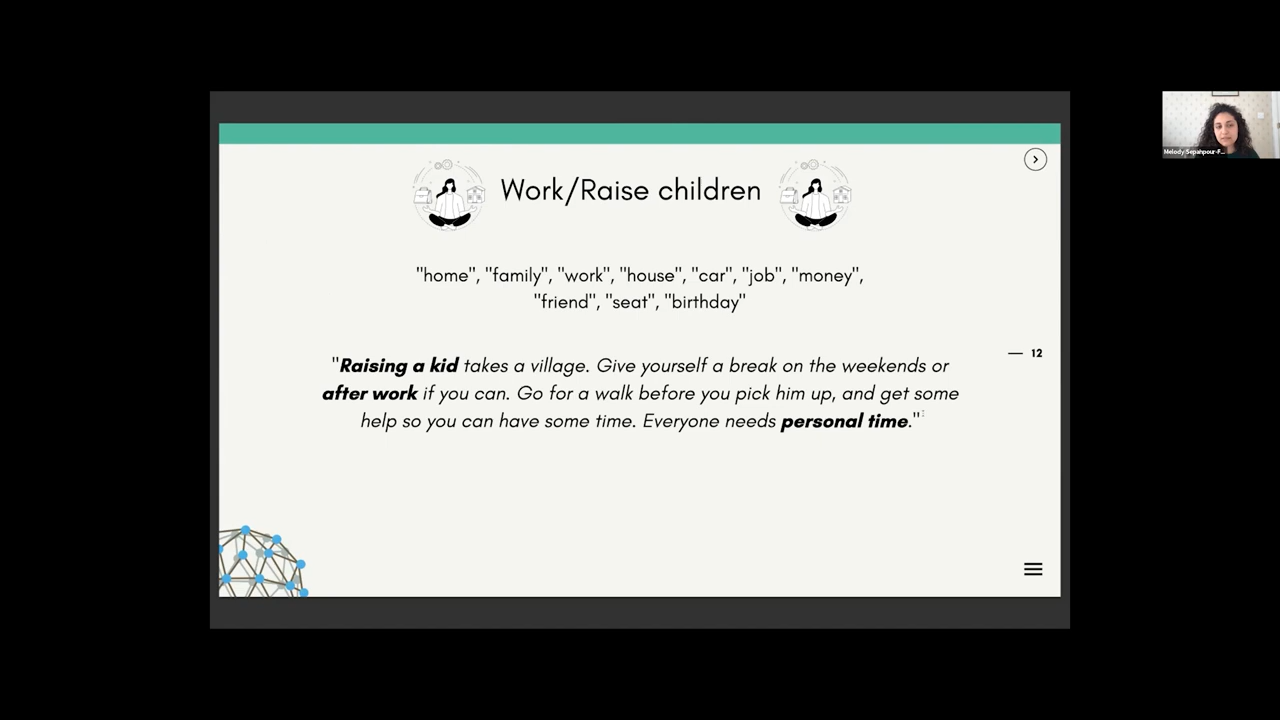 Work/Raise children
"home", "family", "work", "house", "car", "job", "money",
"friend", "seat", "birthday"
"Raising a kid takes a village. Give yourself a break on the weekends or
after work if you can. Go for a walk before you pick him up, and get some
help so you can have some time. Everyone needs personal time."
12
Melody Sepahpour-F...